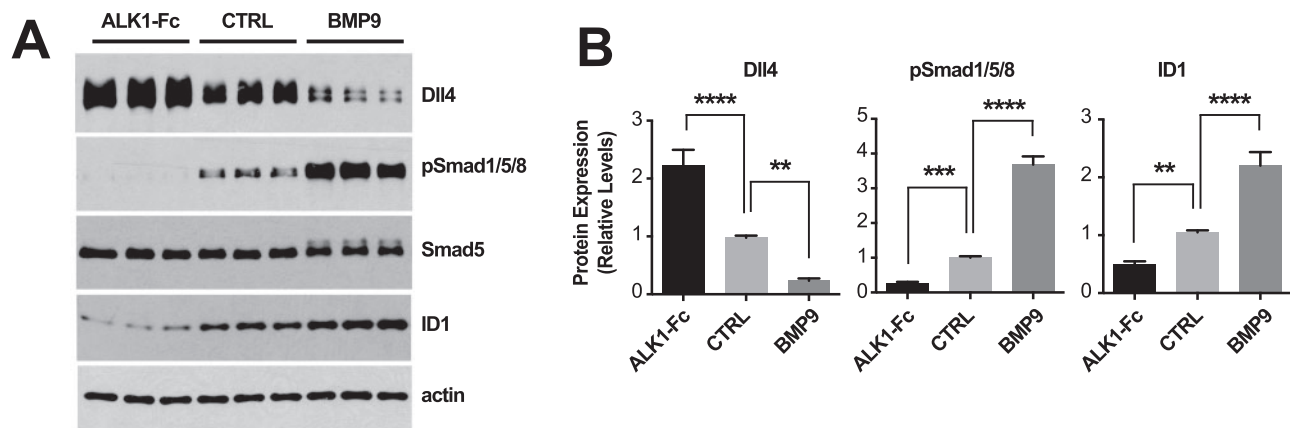 A
ALK1-Fc CTRL BMP9
Dll4
pSmad1/5/8
Smad5
ID1
actin
B
Protein Expression
(Relative Levels)
Dll4
3
2
1
0
****
**
ALK1-Fc
CTRL
BMP9
pSmad1/5/8
5
4
3
2
1
0
***
****
ALK1-Fc
CTRL
BMP9
ID1
3
2
1
0
**
****
ALK1-Fc
CTRL
BMP9